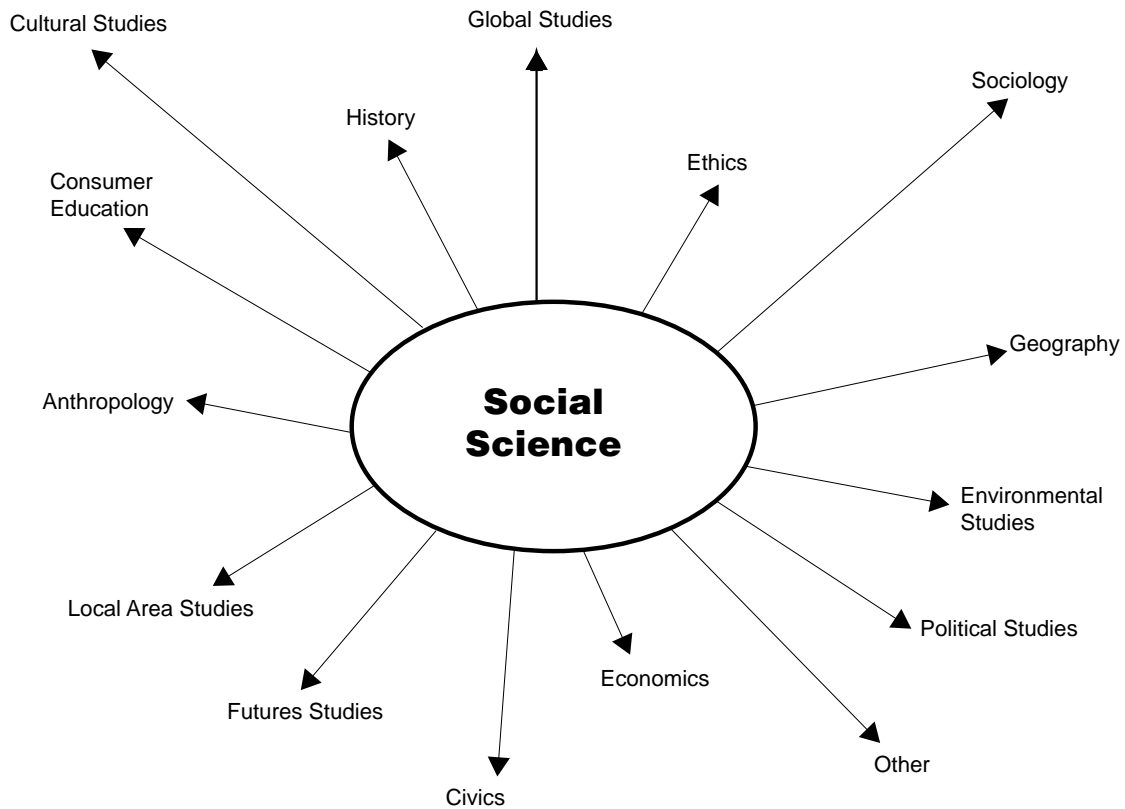 Cultural Studies
Global Studies
Sociology
History
Ethics
Consumer
Education
Geography
Social
Science
Anthropology
Environmental
Studies
Local Area Studies
Political Studies
Economics
Futures Studies
Other
Civics